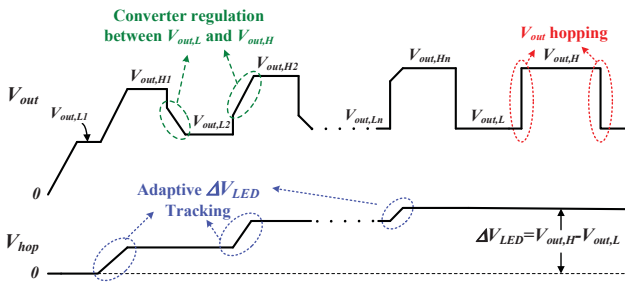 Converter regulation
between Vout,L and Vout,H
Vout hopping
Vout,H1
Vout,H2
Vout,Hn
Vout,H
Vout
Vout,L1
Vout,L2
Vout,Ln
Vout,L
0
Adaptive ΔVLED
Tracking
Vhop
ΔVLED=Vout,H-Vout,L
0